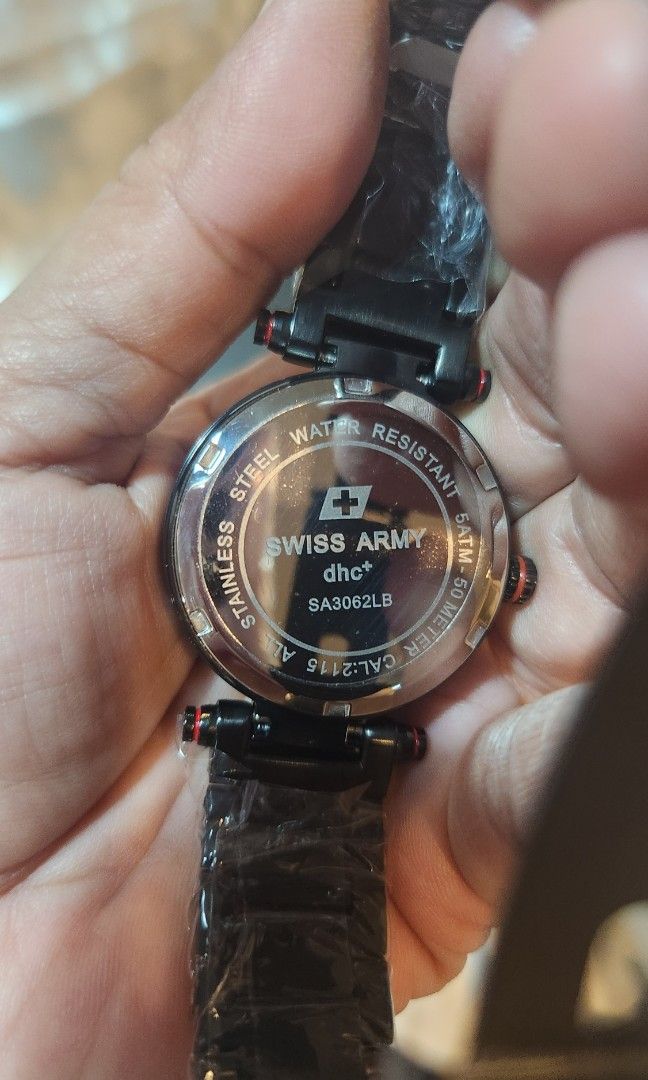 ALL STAINLESS STEEL WATER RESISTANT 5ATM-50 METER CAL:2115
SWISS ARMY
dhc+
SA3062LB